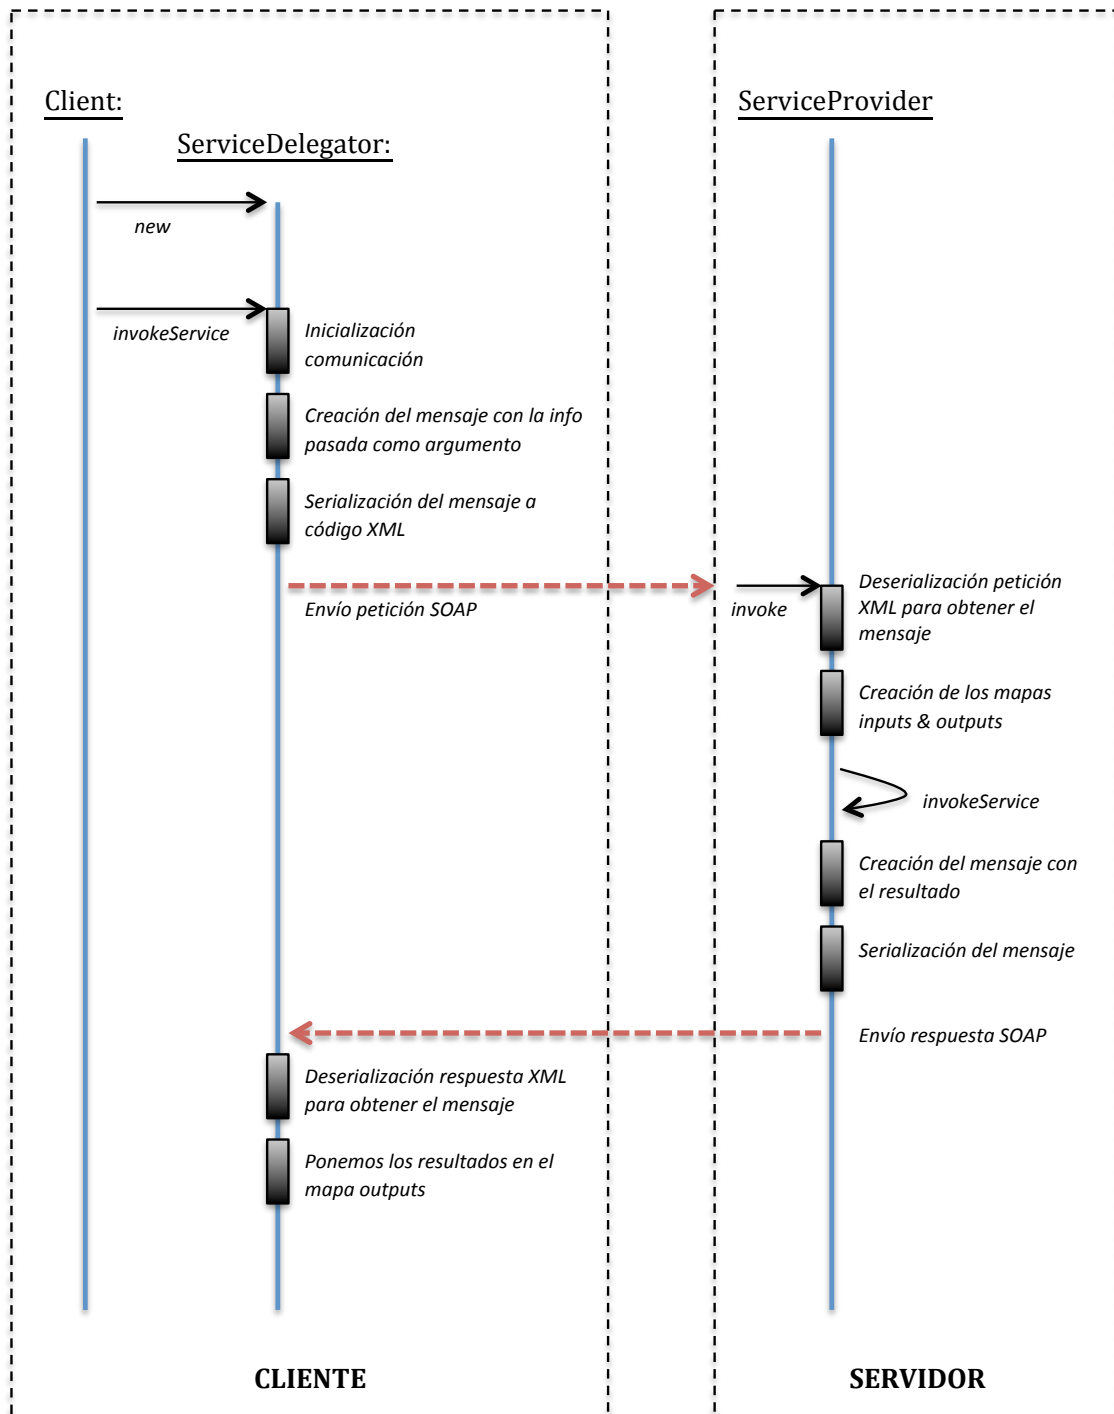 Client:
ServiceProvider
ServiceDelegator:
new
invokeService
Inicialización
comunicación
Creación del mensaje con la info
pasada como argumento
Serialización del mensaje a
código XML
Envío petición SOAP
invoke
Deserialización petición
XML para obtener el
mensaje
Creación de los mapas
inputs & outputs
invokeService
Creación del mensaje con
el resultado
Serialización del mensaje
Envío respuesta SOAP
Deserialización respuesta XML
para obtener el mensaje
Ponemos los resultados en el
mapa outputs
CLIENTE
SERVIDOR